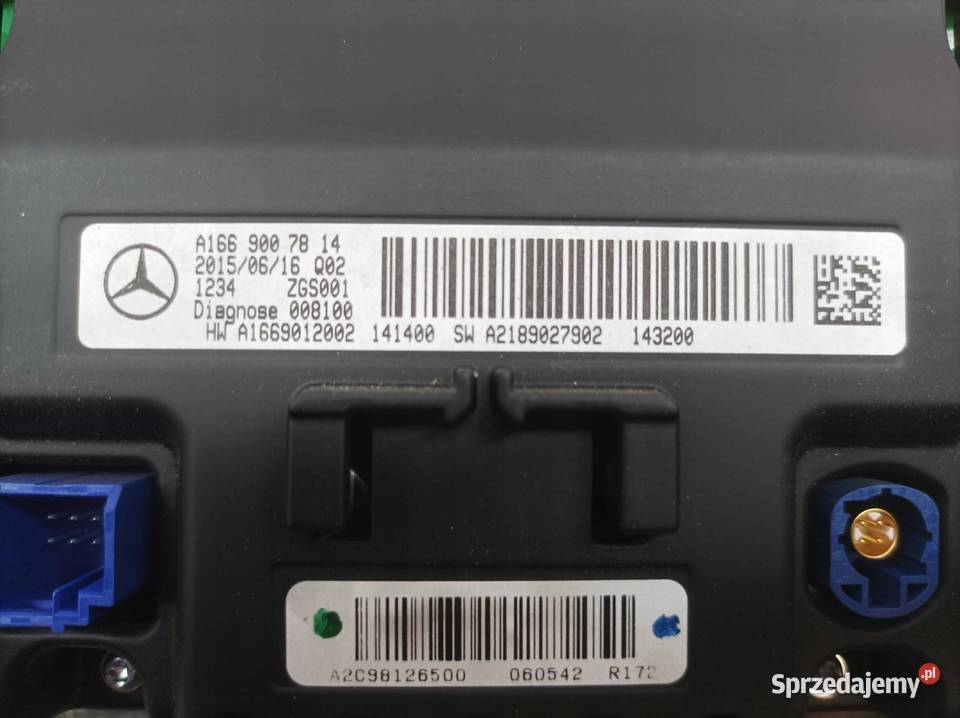 A166 900 78 14
2015/06/16 Q02
1234 ZGS001
Diagnose 008100
HW A1669012002 141400 SW A2189027902 143200
A2C98126500 060542 R172
Sprzedajemy.pl